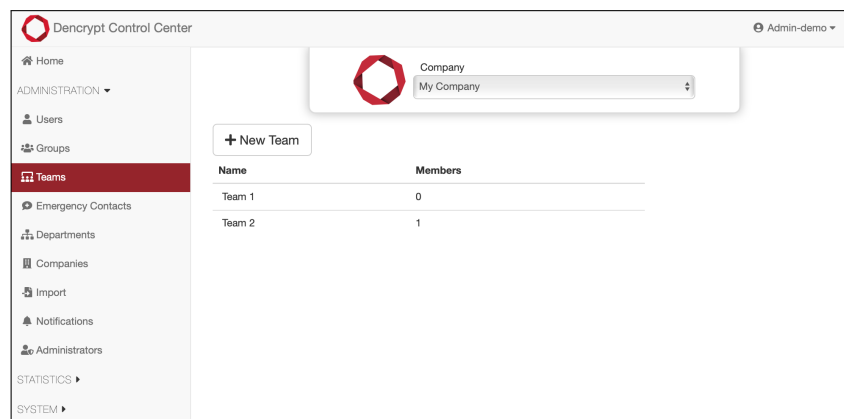 Dencrypt Control Center
Admin-demo
Home
ADMINISTRATION
Users
Groups
Teams
Emergency Contacts
Departments
Companies
Import
Notifications
Administrators
STATISTICS
SYSTEM
Company
My Company
New Team
Name Members
Team 1 0
Team 2 1